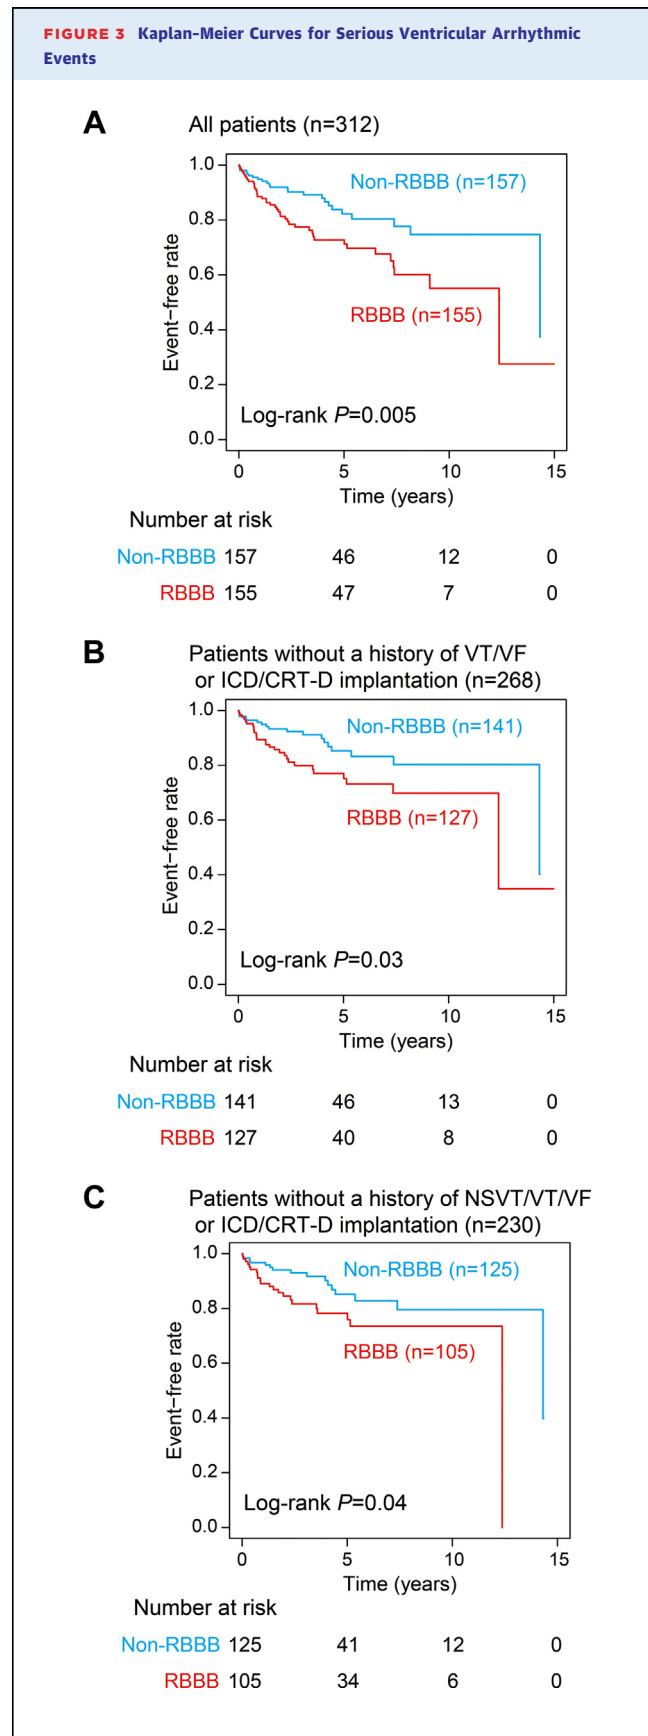 FIGURE 3 Kaplan-Meier Curves for Serious Ventricular Arrhythmic
Events
A
All patients (n=312)
1.0
0.8
0.6
0.4
0.2
0.0
Event-free rate
Non-RBBB (n=157)
RBBB (n=155)
Log-rank P=0.005
0 5 10 15
Time (years)
Number at risk
Non-RBBB 157 46 12 0
RBBB 155 47 7 0
B
Patients without a history of VT/VF
or ICD/CRT-D implantation (n=268)
1.0
0.8
0.6
0.4
0.2
0.0
Event-free rate
Non-RBBB (n=141)
RBBB (n=127)
Log-rank P=0.03
0 5 10 15
Time (years)
Number at risk
Non-RBBB 141 46 13 0
RBBB 127 40 8 0
C
Patients without a history of NSVT/VT/VF
or ICD/CRT-D implantation (n=230)
1.0
0.8
0.6
0.4
0.2
0.0
Event-free rate
Non-RBBB (n=125)
RBBB (n=105)
Log-rank P=0.04
0 5 10 15
Time (years)
Number at risk
Non-RBBB 125 41 12 0
RBBB 105 34 6 0